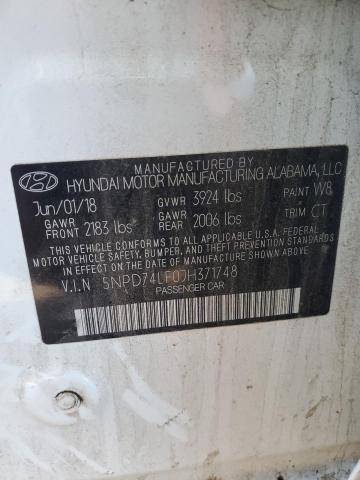 MANUFACTURED BY
HYUNDAI MOTOR MANUFACTURING ALABAMA, LLC
Jun/01/18 GVWR 3924 lbs PAINT W8
GAWR FRONT 2183 lbs GAWR REAR 2006 lbs TRIM CT
THIS VEHICLE CONFORMS TO ALL APPLICABLE U.S.A. FEDERAL
MOTOR VEHICLE SAFETY, BUMPER, AND THEFT PREVENTION
STANDARDS IN EFFECT ON THE DATE OF MANUFACTURE SHOWN ABOVE.
V.I.N 5NPD74LF0JH371748
PASSENGER CAR